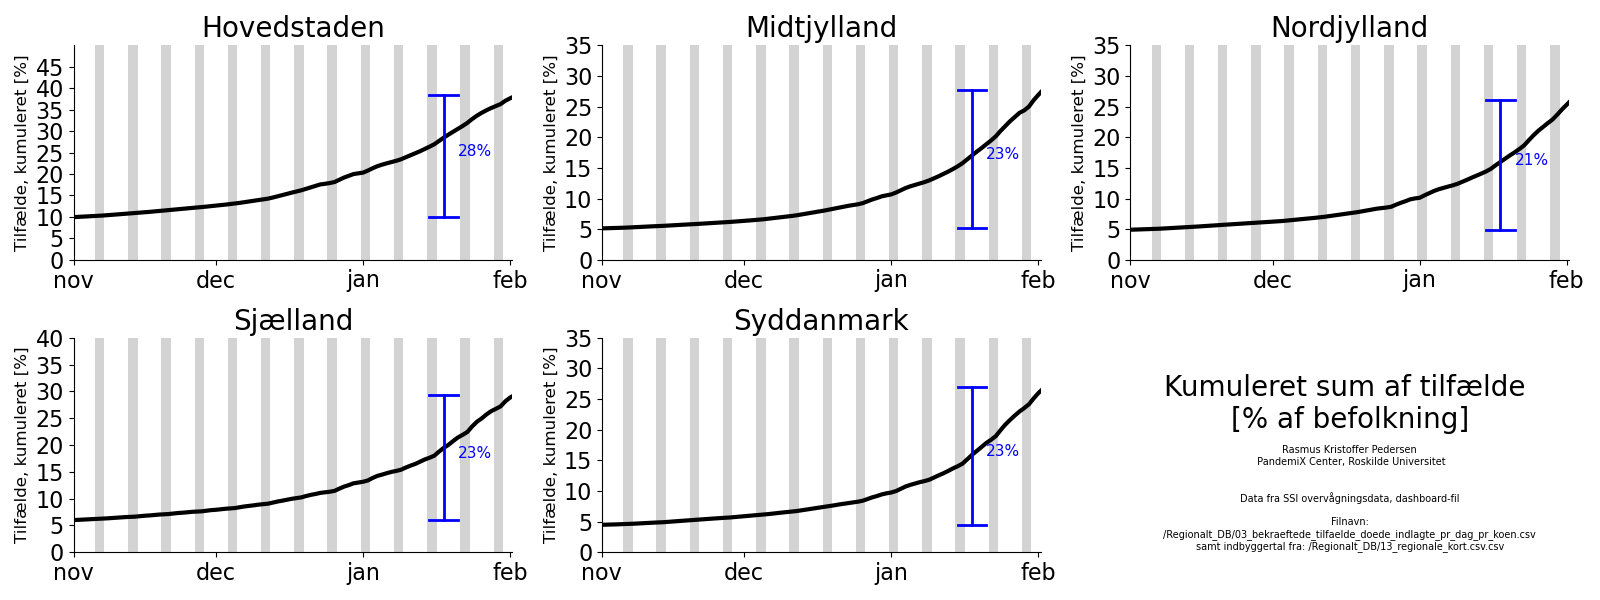 Hovedstaden
Tilfælde, kumuleret [%]
45
40
35
30
25
20
15
10
5
0
28%
nov dec jan feb
Midtjylland
Tilfælde, kumuleret [%]
35
30
25
20
15
10
5
0
23%
nov dec jan feb
Nordjylland
Tilfælde, kumuleret [%]
35
30
25
20
15
10
5
0
21%
nov dec jan feb
Sjælland
Tilfælde, kumuleret [%]
40
35
30
25
20
15
10
5
0
23%
nov dec jan feb
Syddanmark
Tilfælde, kumuleret [%]
35
30
25
20
15
10
5
0
23%
nov dec jan feb
Kumuleret sum af tilfælde
[% af befolkning]
Rasmus Kristoffer Pedersen
PandemiX Center, Roskilde Universitet
Data fra SSI overvågningsdata, dashboard-fil
Filnavn:
/Regionalt_DB/03_bekraeftede_tilfaelde_doede_indlagte_pr_dag_pr_koen.csv
samt indbyggertal fra: /Regionalt_DB/13_regionale_kort.csv.csv